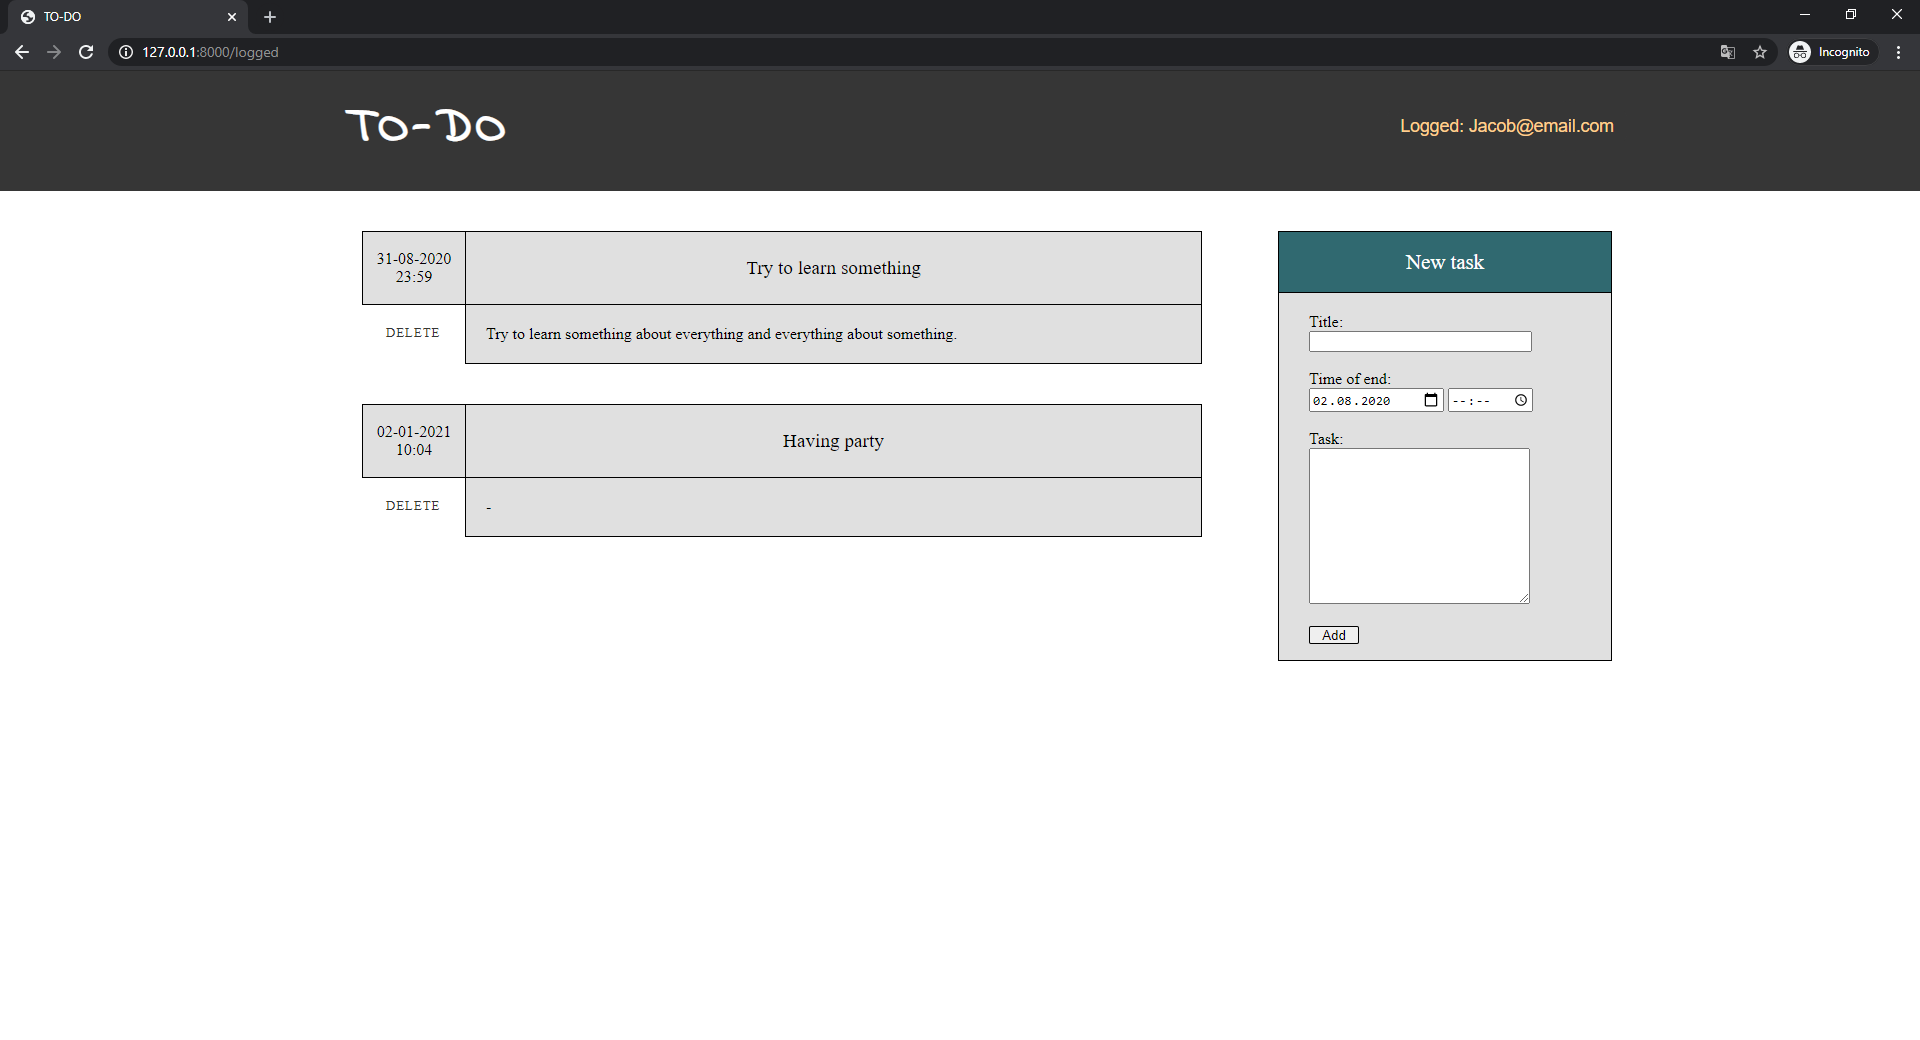 TO-DO
127.0.0.1:8000/logged
Incognito
TO-DO
Logged: Jacob@email.com
31-08-2020
23:59
Try to learn something
DELETE
Try to learn something about everything and everything about something.
02-01-2021
10:04
Having party
DELETE
-
New task
Title:
Time of end:
02.08.2020
--:--
Task:
Add